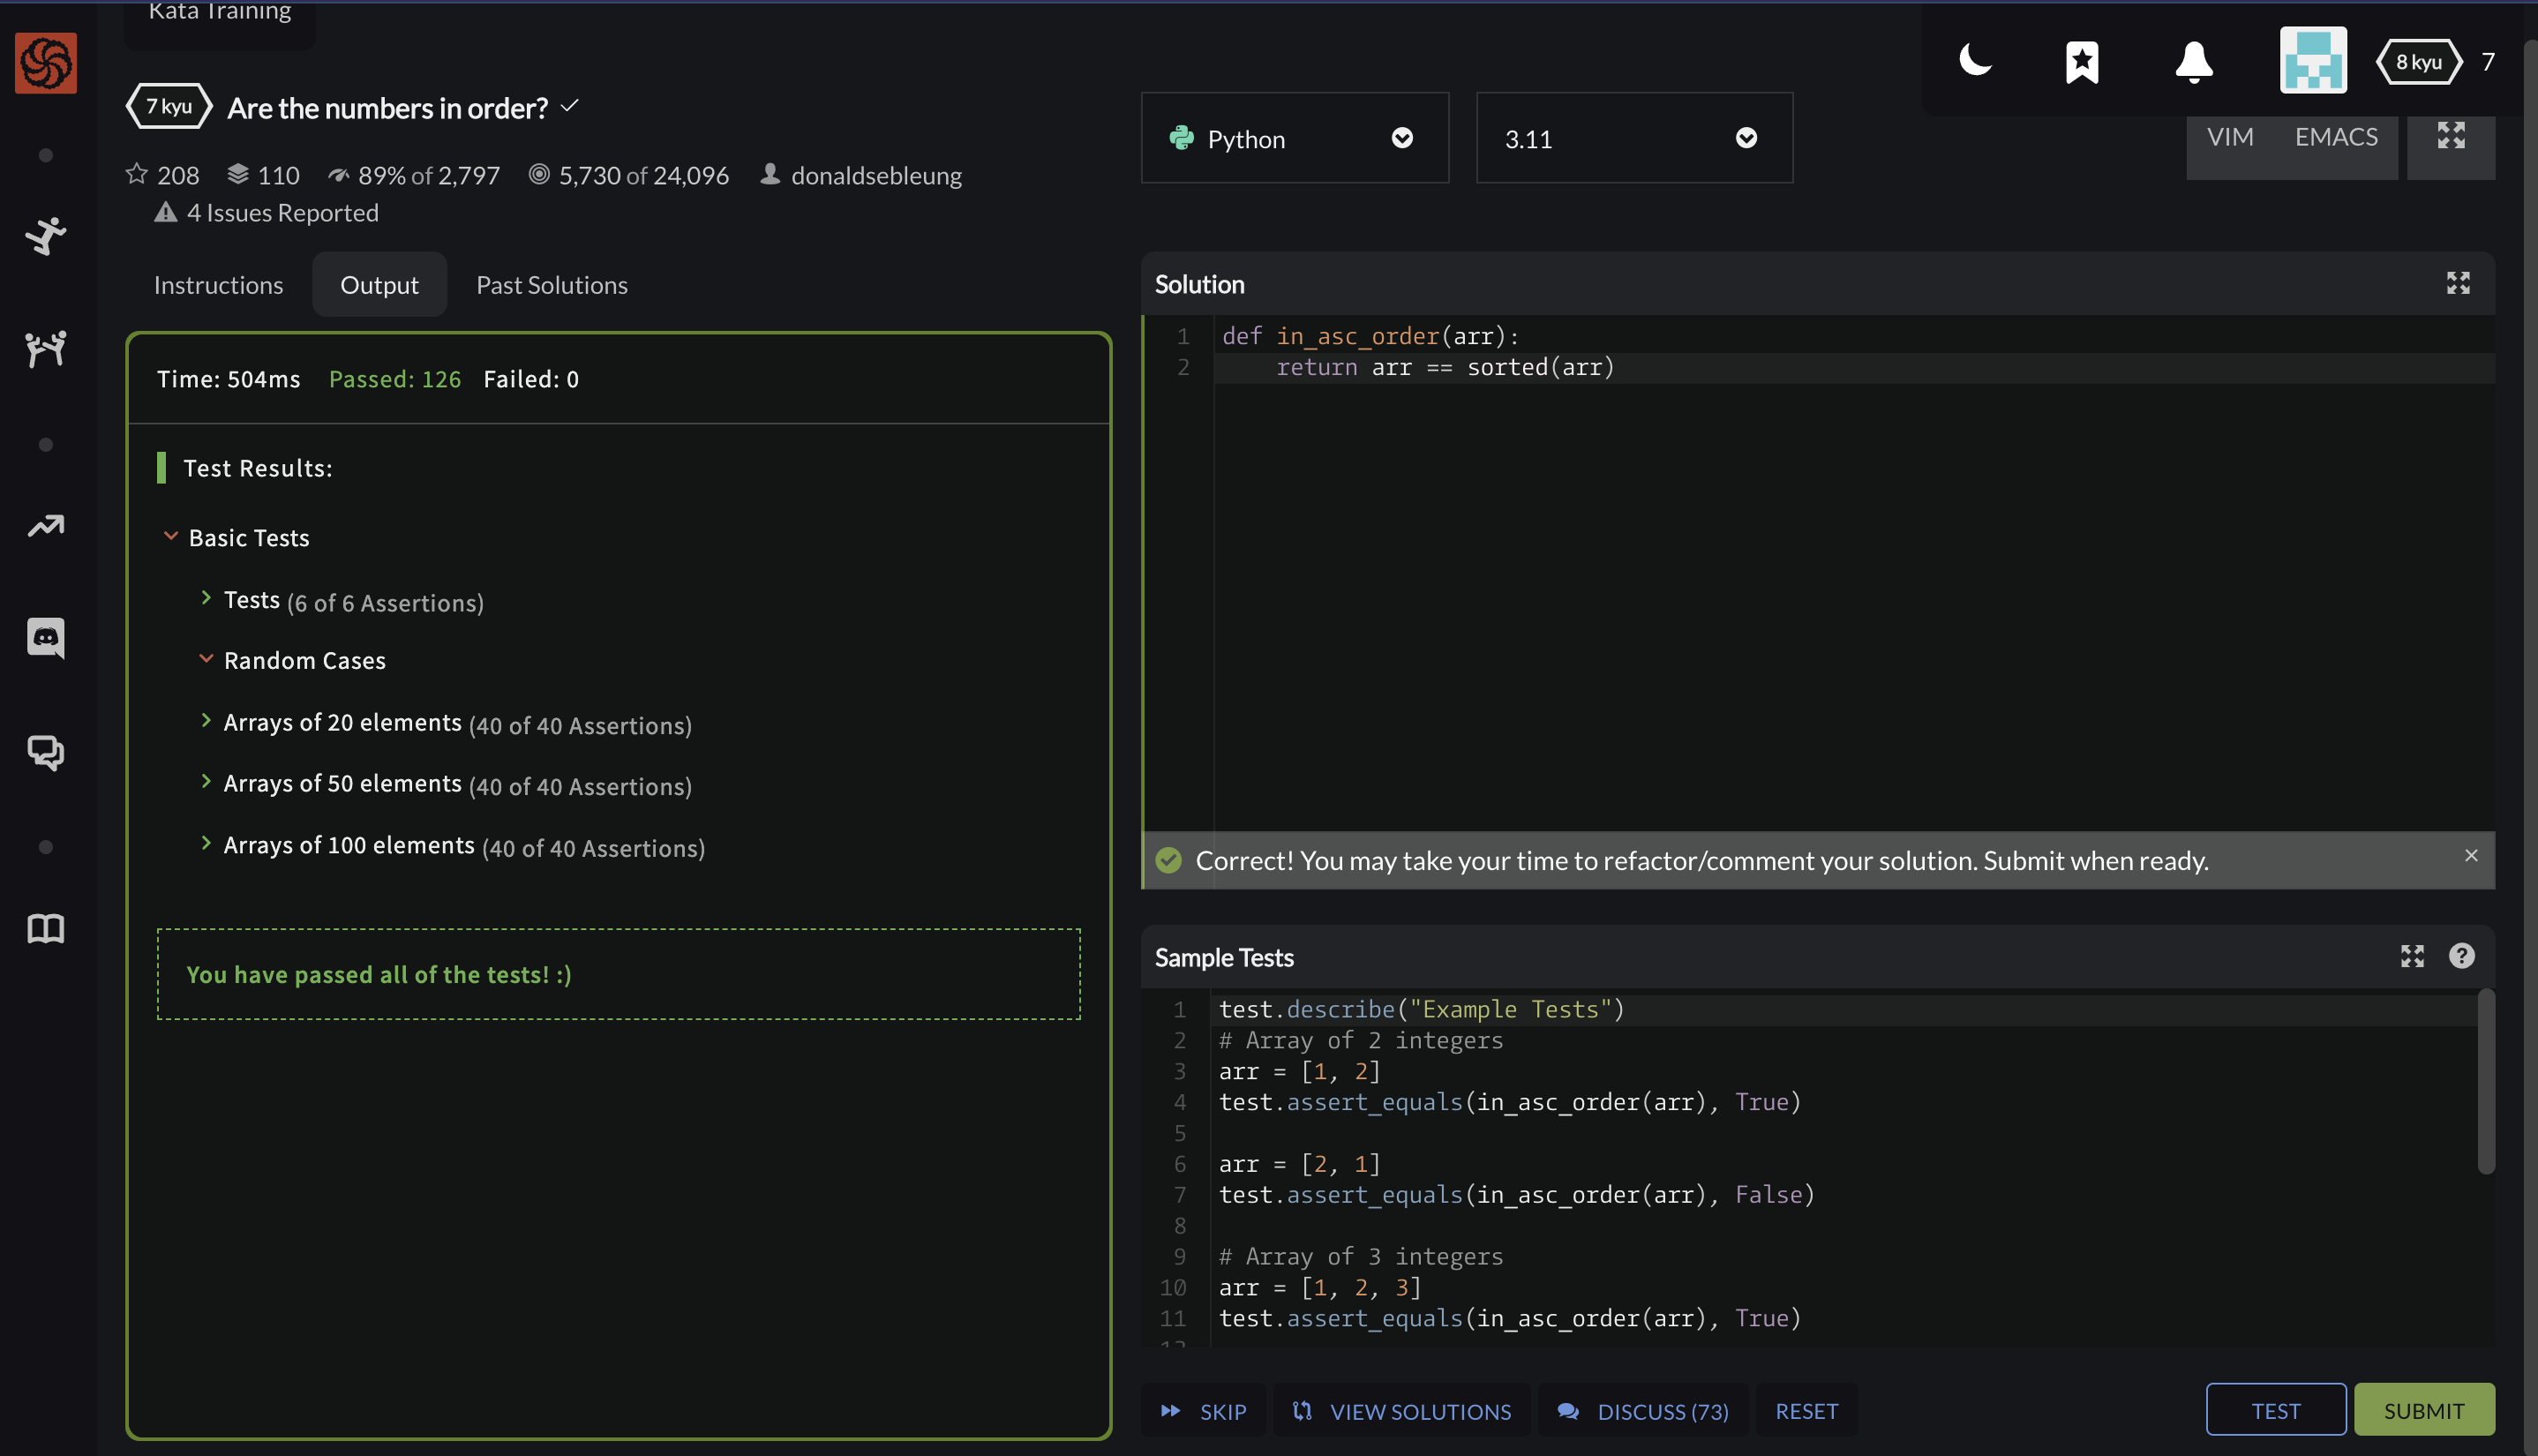 Kata Training
8 kyu 7
7 kyu Are the numbers in order?
208 110 89% of 2,797 5,730 of 24,096 donaldsebleung
4 Issues Reported
Python
3.11
VIM EMACS
Instructions Output Past Solutions
Time: 504ms Passed: 126 Failed: 0
Test Results:
Basic Tests
Tests (6 of 6 Assertions)
Random Cases
Arrays of 20 elements (40 of 40 Assertions)
Arrays of 50 elements (40 of 40 Assertions)
Arrays of 100 elements (40 of 40 Assertions)
You have passed all of the tests! :)
Solution
1 def in_asc_order(arr):
2     return arr == sorted(arr)
Correct! You may take your time to refactor/comment your solution. Submit when ready.
Sample Tests
1 test.describe("Example Tests")
2 # Array of 2 integers
3 arr = [1, 2]
4 test.assert_equals(in_asc_order(arr), True)
5
6 arr = [2, 1]
7 test.assert_equals(in_asc_order(arr), False)
8
9 # Array of 3 integers
10 arr = [1, 2, 3]
11 test.assert_equals(in_asc_order(arr), True)
12
SKIP VIEW SOLUTIONS DISCUSS (73) RESET
TEST SUBMIT